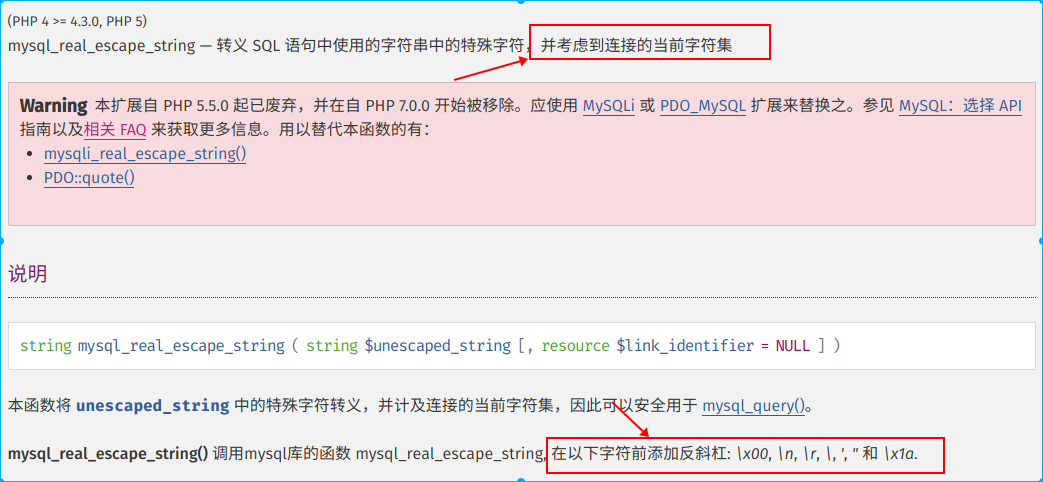 (PHP 4 >= 4.3.0, PHP 5)
mysql_real_escape_string — 转义 SQL 语句中使用的字符串中的特殊字符，并考虑到连接的当前字符集
Warning 本扩展自 PHP 5.5.0 起已废弃，并在自 PHP 7.0.0 开始被移除。应使用 MySQLi 或 PDO_MySQL 扩展来替换之。参见 MySQL：选择 API
指南以及相关 FAQ 来获取更多信息。用以替代本函数的有：
• mysqli_real_escape_string()
• PDO::quote()
说明
string mysql_real_escape_string ( string $unescaped_string [, resource $link_identifier = NULL ] )
本函数将 unescaped_string 中的特殊字符转义，并计及连接的当前字符集，因此可以安全用于 mysql_query()。
mysql_real_escape_string() 调用mysql库的函数 mysql_real_escape_string, 在以下字符前添加反斜杠: \x00, \n, \r, \, ', " 和 \x1a.